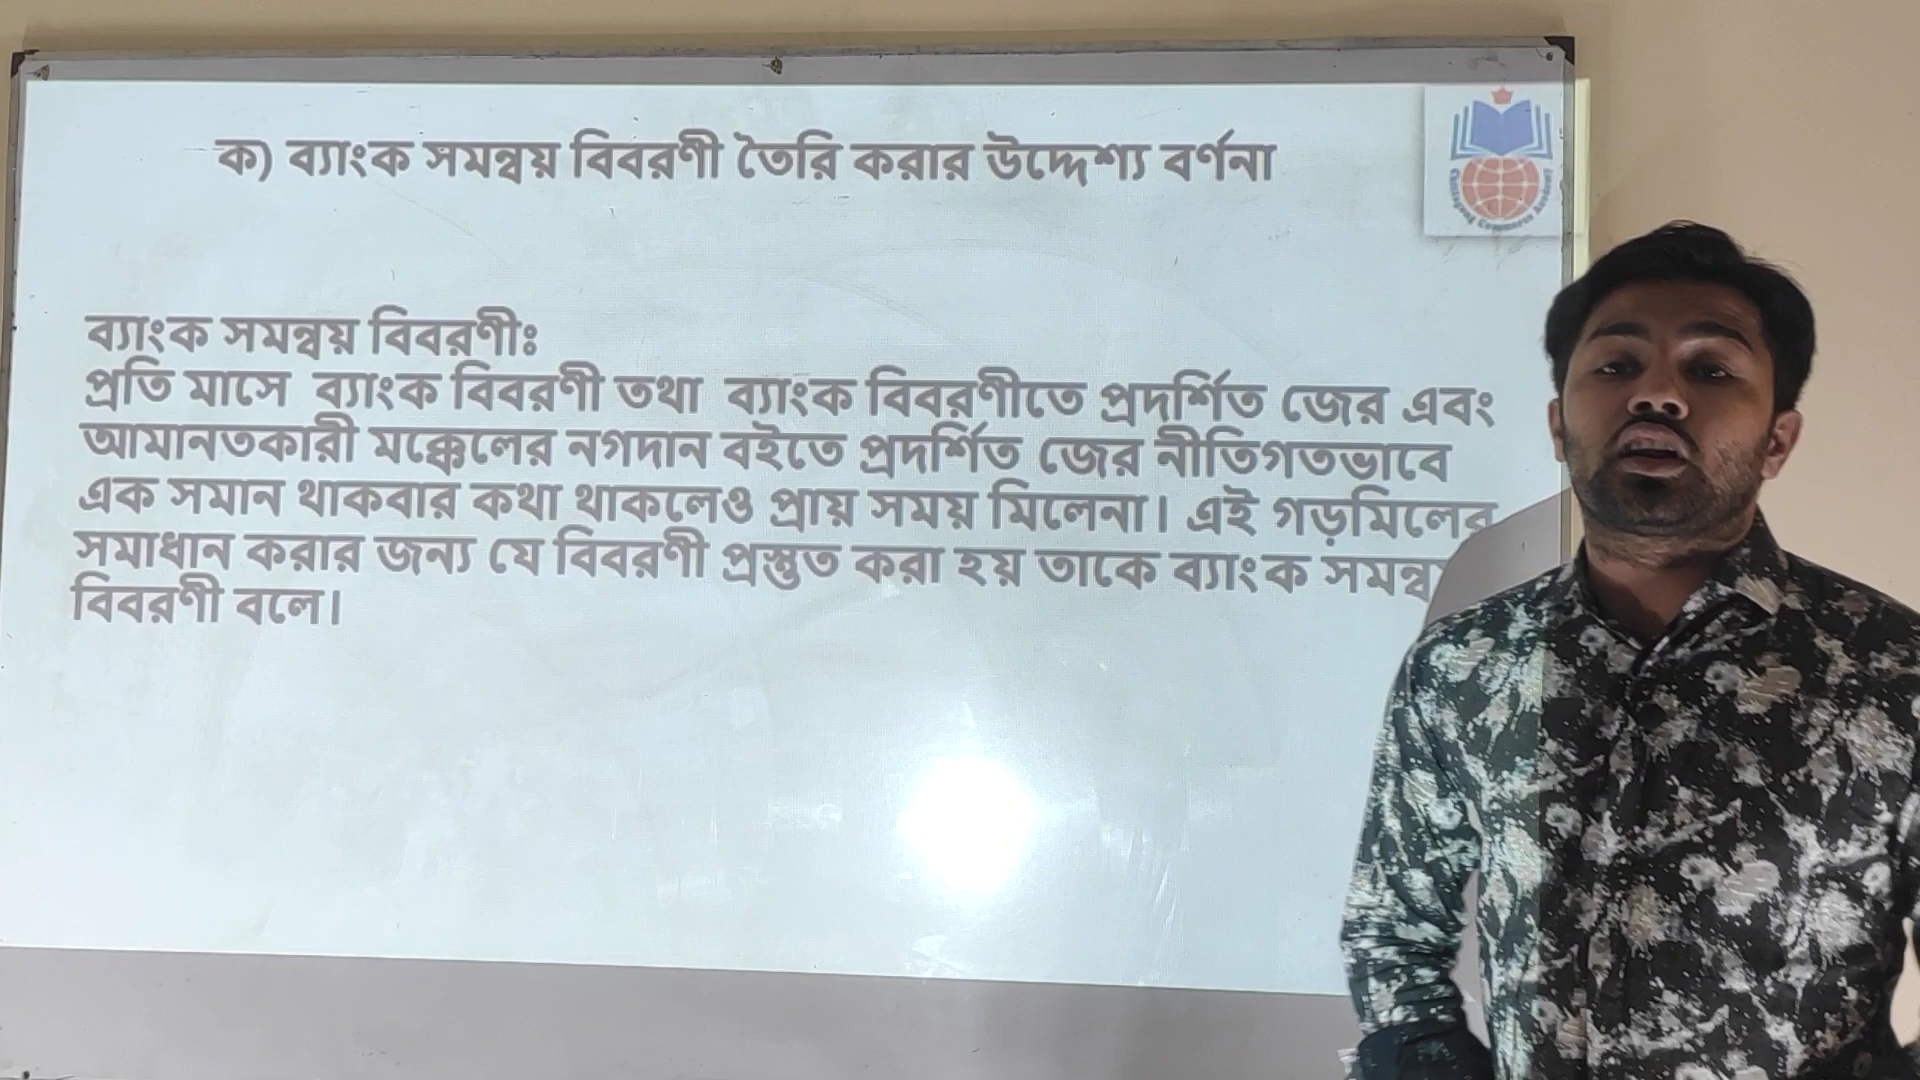 ক) ব্যাংক সমন্বয় বিবরণী তৈরি করার উদ্দেশ্য বর্ণনা
ব্যাংক সমন্বয় বিবরণীঃ
প্রতি মাসে ব্যাংক বিবরণী তথা ব্যাংক বিবরণীতে প্রদর্শিত জের এবং
আমানতকারী মক্কেলের নগদান বইতে প্রদর্শিত জের নীতিগতভাবে
এক সমান থাকবার কথা থাকলেও প্রায় সময় মিলেনা। এই গড়মিলের
সমাধান করার জন্য যে বিবরণী প্রস্তুত করা হয় তাকে ব্যাংক সমন্বয়
বিবরণী বলে।